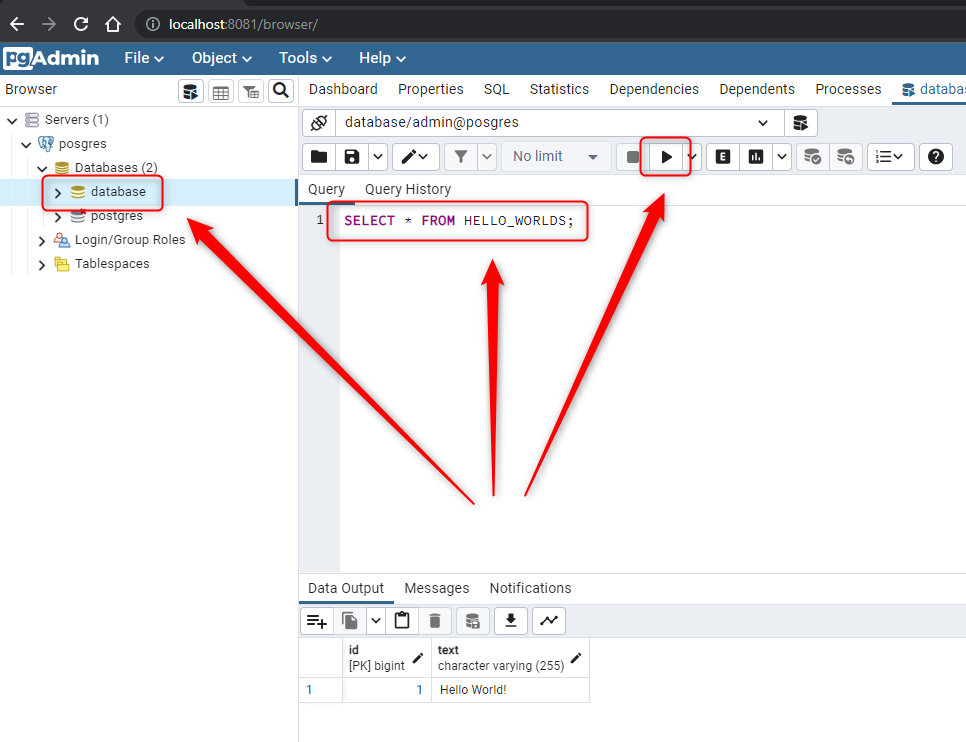 localhost:8081/browser/
pgAdmin File Object Tools Help
Browser
Dashboard Properties SQL Statistics Dependencies Dependents Processes databas
Servers (1)
posgres
Databases (2)
database
postgres
Login/Group Roles
Tablespaces
database/admin@posgres
No limit
E
Query Query History
1 SELECT * FROM HELLO_WORLDS;
Data Output Messages Notifications
id text
[PK] bigint character varying (255)
1 1 Hello World!